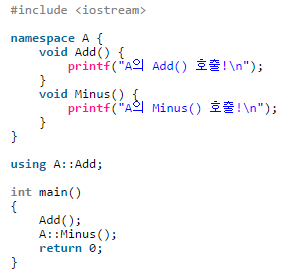 #include <iostream>
namespace A {
void Add() {
printf("A의 Add() 호출!\n");
}
void Minus() {
printf("A의 Minus() 호출!\n");
}
}
using A::Add;
int main()
{
Add();
A::Minus();
return 0;
}